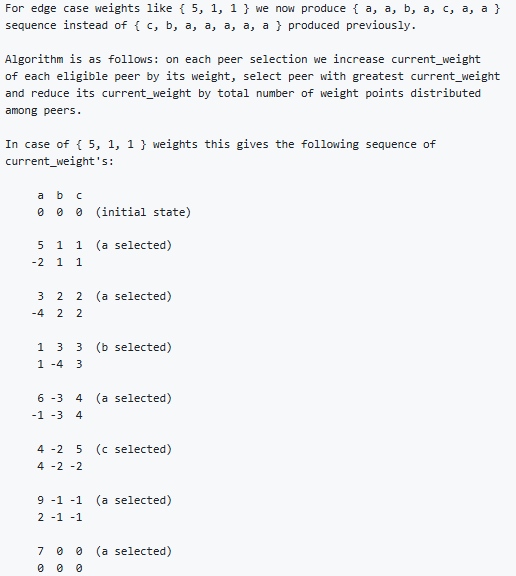 For edge case weights like { 5, 1, 1 } we now produce { a, a, b, a, c, a, a }
sequence instead of { c, b, a, a, a, a, a } produced previously.
Algorithm is as follows: on each peer selection we increase current_weight
of each eligible peer by its weight, select peer with greatest current_weight
and reduce its current_weight by total number of weight points distributed
among peers.
In case of { 5, 1, 1 } weights this gives the following sequence of
current_weight's:
a  b  c
0  0  0  (initial state)
5  1  1  (a selected)
-2  1  1
3  2  2  (a selected)
-4  2  2
1  3  3  (b selected)
1 -4  3
6 -3  4  (a selected)
-1 -3  4
4 -2  5  (c selected)
4 -2 -2
9 -1 -1  (a selected)
2 -1 -1
7  0  0  (a selected)
0  0  0